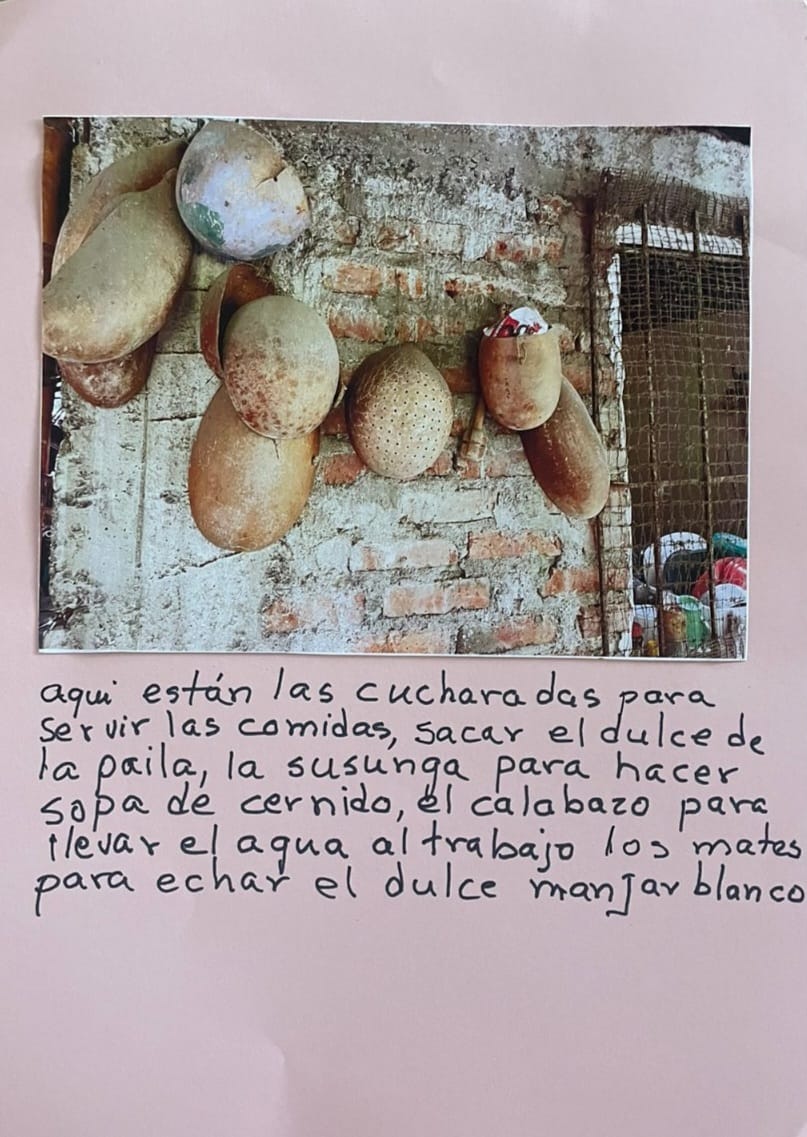 aqui están las cucharadas para
servir las comidas, sacar el dulce de
la paila, la susunga para hacer
sopa de cernido, el calabazo para
llevar el agua al trabajo los mates
para echar el dulce manjar blanco